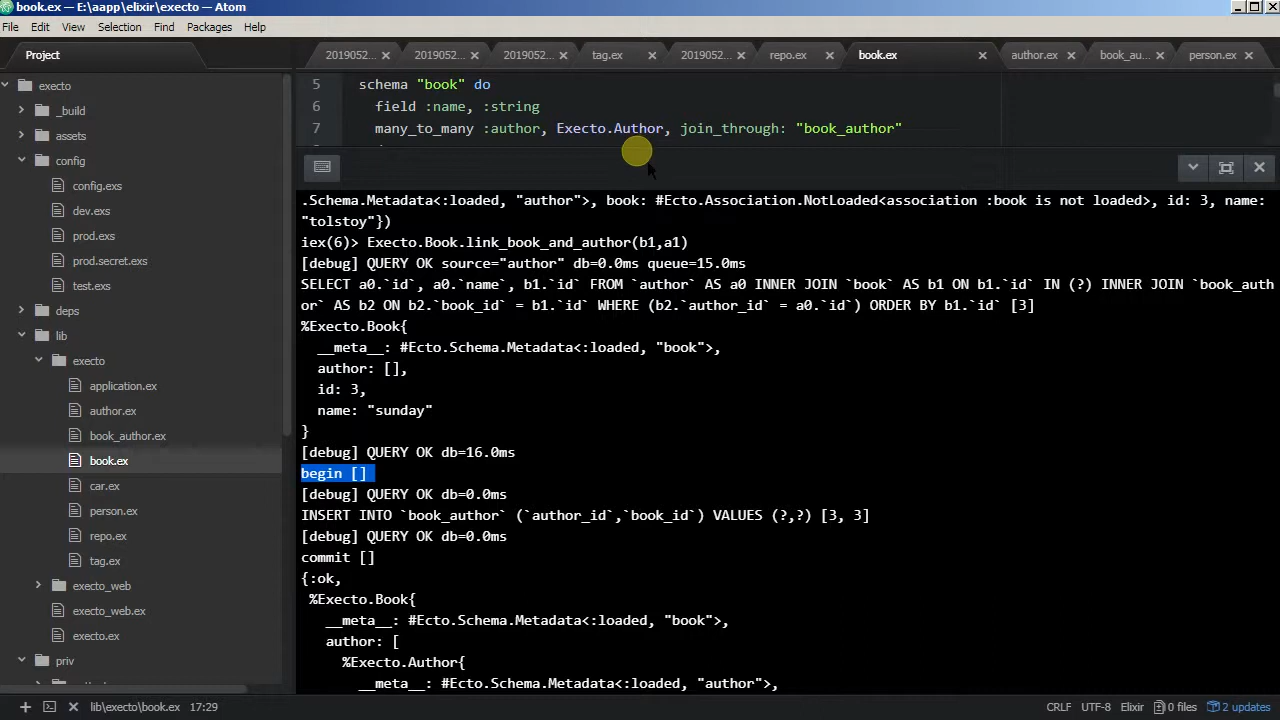 book.ex — E:\aapp\elixir\execto — Atom
File Edit View Selection Find Packages Help
Project
2019052...
2019052...
2019052...
tag.ex
2019052...
repo.ex
book.ex
author.ex
book_au...
person.ex
execto
_build
assets
config
config.exs
dev.exs
prod.exs
prod.secret.exs
test.exs
deps
lib
execto
application.ex
author.ex
book_author.ex
book.ex
car.ex
person.ex
repo.ex
tag.ex
execto_web
execto_web.ex
execto.ex
priv
5 schema "book" do
6 field :name, :string
7 many_to_many :author, Execto.Author, join_through: "book_author"
.Schema.Metadata<:loaded, "author">, book: #Ecto.Association.NotLoaded<association :book is not loaded>, id: 3, name:
"tolstoy"})
iex(6)> Execto.Book.link_book_and_author(b1,a1)
[debug] QUERY OK source="author" db=0.0ms queue=15.0ms
SELECT a0.`id`, a0.`name`, b1.`id` FROM `author` AS a0 INNER JOIN `book` AS b1 ON b1.`id` IN (?) INNER JOIN `book_auth
or` AS b2 ON b2.`book_id` = b1.`id` WHERE (b2.`author_id` = a0.`id`) ORDER BY b1.`id` [3]
%Execto.Book{
__meta__: #Ecto.Schema.Metadata<:loaded, "book">,
author: [],
id: 3,
name: "sunday"
}
[debug] QUERY OK db=16.0ms
begin []
[debug] QUERY OK db=0.0ms
INSERT INTO `book_author` (`author_id`,`book_id`) VALUES (?,?) [3, 3]
[debug] QUERY OK db=0.0ms
commit []
{:ok,
%Execto.Book{
__meta__: #Ecto.Schema.Metadata<:loaded, "book">,
author: [
%Execto.Author{
__meta__: #Ecto.Schema.Metadata<:loaded, "author">,
lib\execto\book.ex 17:29
CRLF UTF-8 Elixir 0 files 2 updates